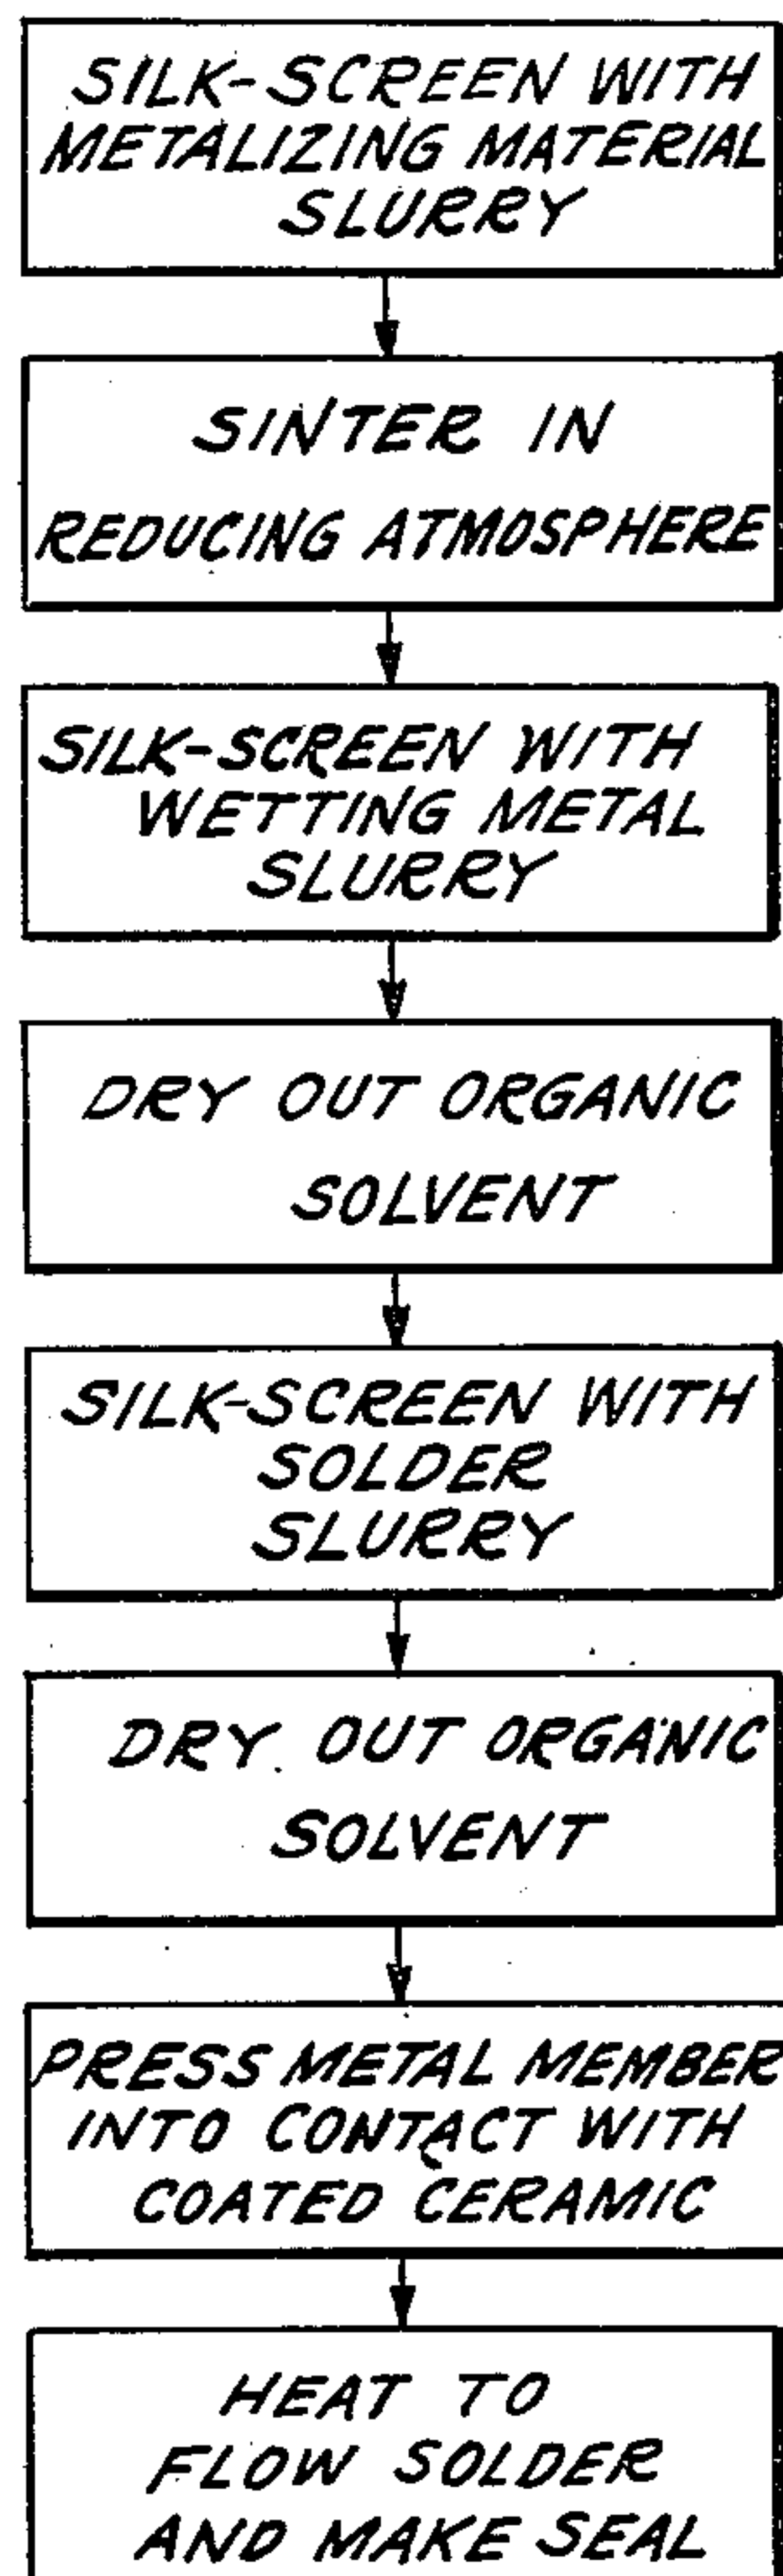 SILK-SCREEN WITH
METALIZING MATERIAL
SLURRY
SINTER IN
REDUCING ATMOSPHERE
SILK-SCREEN WITH
WETTING METAL
SLURRY
DRY OUT ORGANIC
SOLVENT
SILK-SCREEN WITH
SOLDER
SLURRY
DRY OUT ORGANIC
SOLVENT
PRESS METAL MEMBER
INTO CONTACT WITH
COATED CERAMIC
HEAT TO
FLOW SOLDER
AND MAKE SEAL